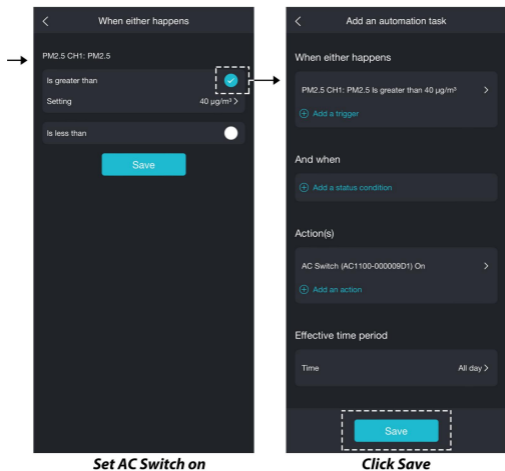 When either happens
PM2.5 CH1: PM2.5
Is greater than
Setting 40 µg/m³ >
Is less than
Save
Set AC Switch on
Add an automation task
When either happens
PM2.5 CH1: PM2.5 Is greater than 40 µg/m³ >
Add a trigger
And when
Add a status condition
Action(s)
AC Switch (AC1100-000009D1) On >
Add an action
Effective time period
Time All day >
Save
Click Save